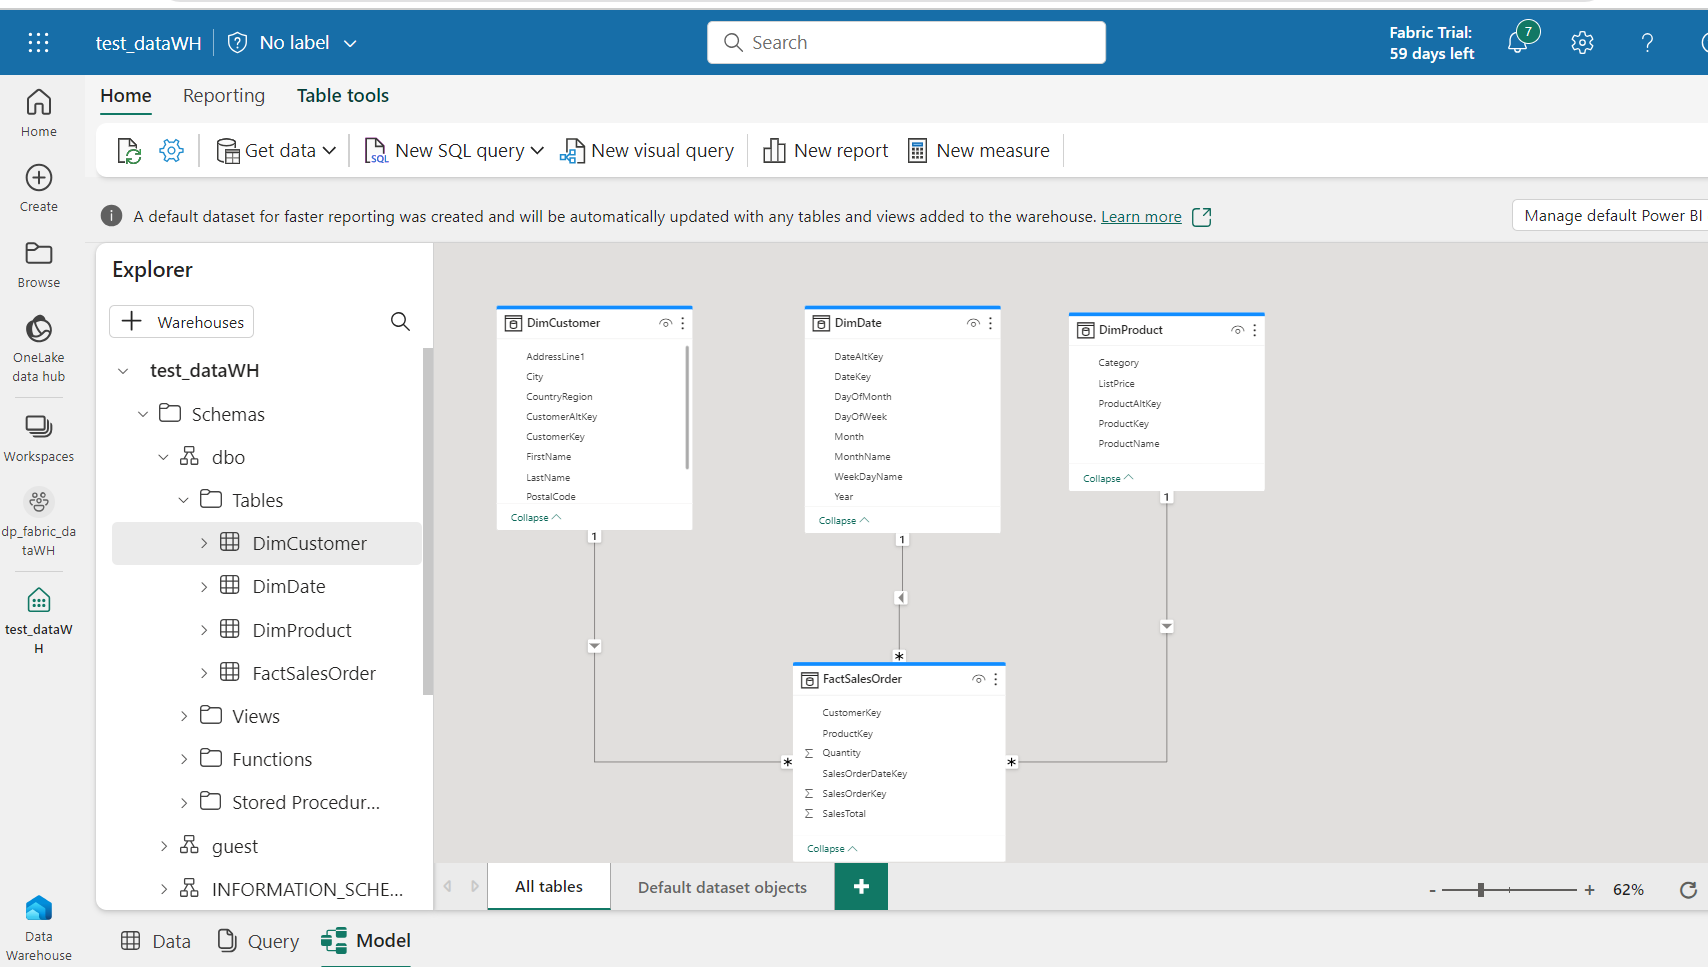 test_dataWH
No label
Search
Fabric Trial:
59 days left
7
?
Home
Reporting
Table tools
Get data
SQL
New SQL query
New visual query
New report
New measure
A default dataset for faster reporting was created and will be automatically updated with any tables and views added to the warehouse. Learn more
Manage default Power BI
Home
Create
Browse
OneLake
data hub
Workspaces
dp_fabric_da
taWH
test_dataW
H
Data
Warehouse
Explorer
+ Warehouses
test_dataWH
Schemas
dbo
Tables
DimCustomer
DimDate
DimProduct
FactSalesOrder
Views
Functions
Stored Procedur...
guest
INFORMATION_SCHE...
DimCustomer
AddressLine1
City
CountryRegion
CustomerAltKey
CustomerKey
FirstName
LastName
PostalCode
Collapse
1
DimDate
DateAltKey
DateKey
DayOfMonth
DayOfWeek
Month
MonthName
WeekDayName
Year
Collapse
1
DimProduct
Category
ListPrice
ProductAltKey
ProductKey
ProductName
Collapse
1
*
*
*
FactSalesOrder
CustomerKey
ProductKey
Σ Quantity
SalesOrderDateKey
Σ SalesOrderKey
Σ SalesTotal
Collapse
All tables
Default dataset objects
+
- + 62%
Data
Query
Model